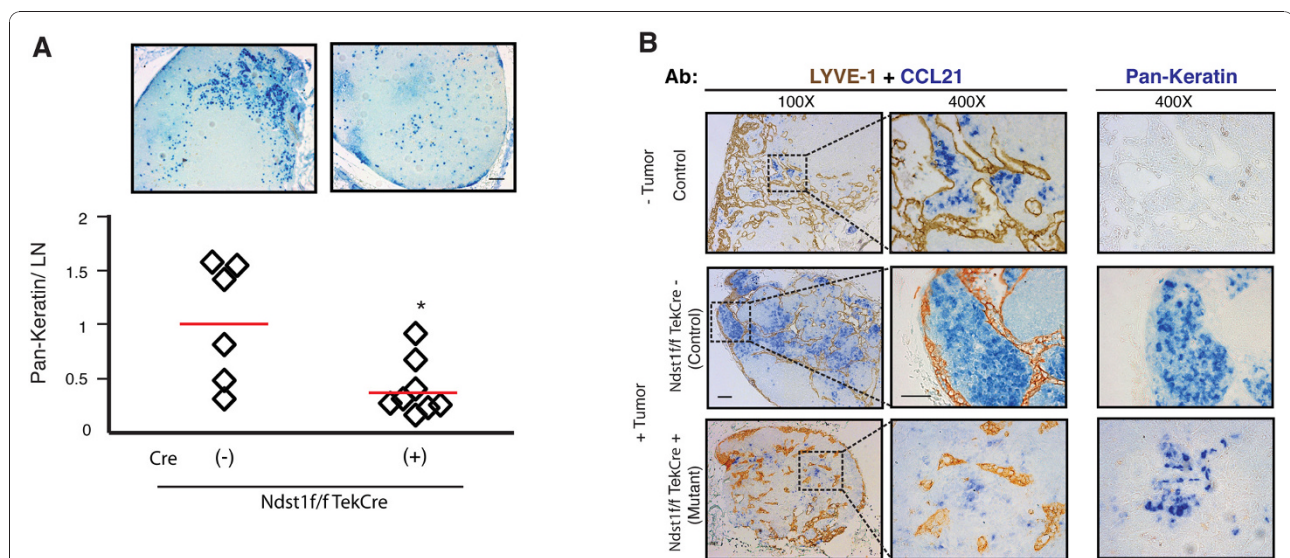 A
2
1.5
1
0.5
0
Pan-Keratin/ LN
*
Cre (-) (+)
Ndst1f/f TekCre
B
Ab: LYVE-1 + CCL21 Pan-Keratin
100X 400X 400X
- Tumor
Control
+ Tumor
Ndst1f/f TekCre -
(Control)
Ndst1f/f TekCre +
(Mutant)